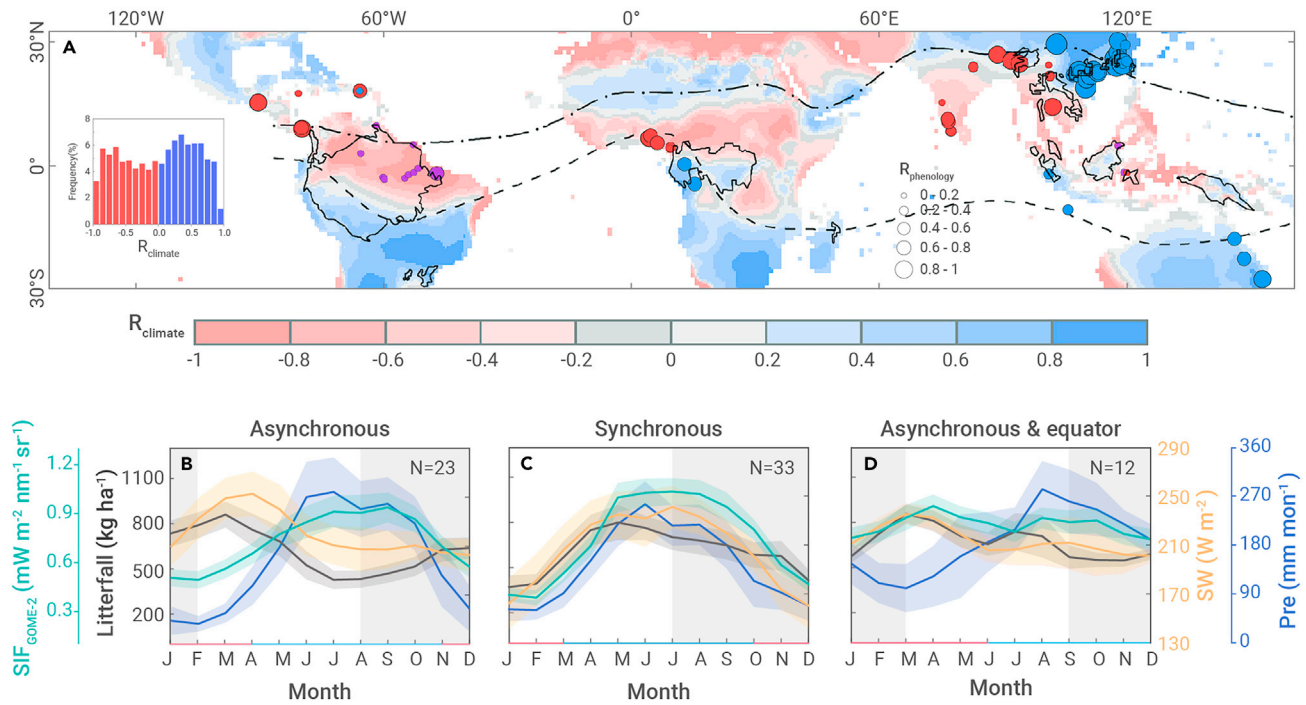 120°W 60°W 0° 60°E 120°E
30°N
0°
30°S
A
Frequency(%)
8
6
4
2
0
-1.0 -0.5 0.0 0.5 1.0
Rclimate
Rphenology
0 - 0.2
0.2 - 0.4
0.4 - 0.6
0.6 - 0.8
0.8 - 1
Rclimate
-1 -0.8 -0.6 -0.4 -0.2 0 0.2 0.4 0.6 0.8 1
Asynchronous Synchronous Asynchronous & equator
SIFGOME-2 (mW m-2 nm-1 sr-1)
1.2
0.9
0.6
0.3
Litterfall (kg ha-1)
1100
800
500
200
B
N=23
J F M A M J J A S O N D
Month
C
N=33
J F M A M J J A S O N D
Month
D
N=12
J F M A M J J A S O N D
Month
290
250
210
170
130
SW (W m-2)
360
270
180
90
0
Pre (mm mon-1)